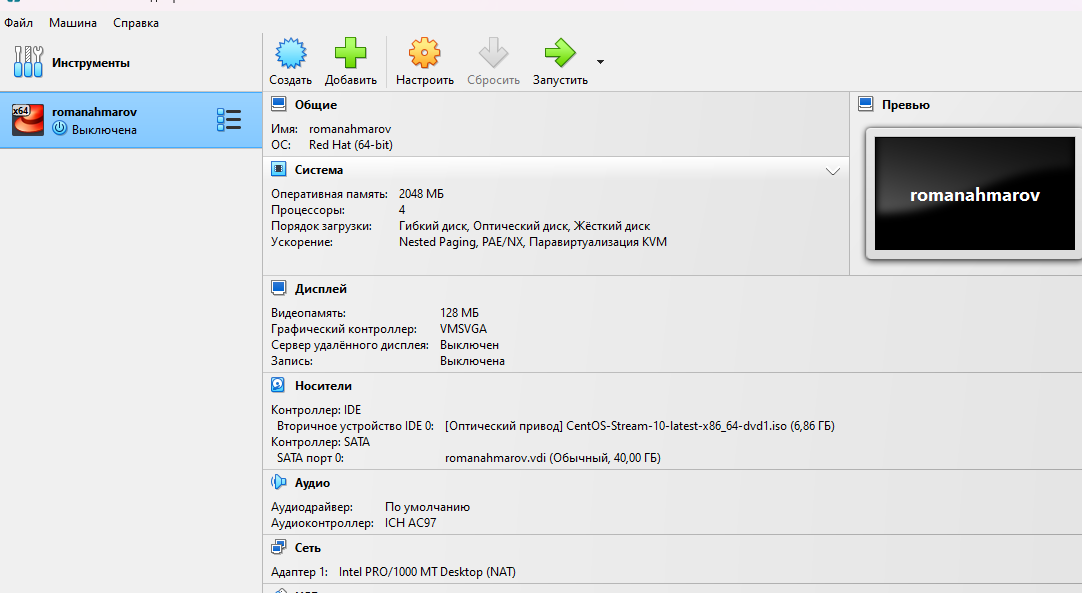 Файл Машина Справка
Инструменты
Создать Добавить Настроить Сбросить Запустить
x64
romanahmarov
Выключена
Общие
Имя: romanahmarov
ОС: Red Hat (64-bit)
Превью
romanahmarov
Система
Оперативная память: 2048 МБ
Процессоры: 4
Порядок загрузки: Гибкий диск, Оптический диск, Жёсткий диск
Ускорение: Nested Paging, PAE/NX, Паравиртуализация KVM
Дисплей
Видеопамять: 128 МБ
Графический контроллер: VMSVGA
Сервер удалённого дисплея: Выключен
Запись: Выключена
Носители
Контроллер: IDE
Вторичное устройство IDE 0: [Оптический привод] CentOS-Stream-10-latest-x86_64-dvd1.iso (6,86 ГБ)
Контроллер: SATA
SATA порт 0: romanahmarov.vdi (Обычный, 40,00 ГБ)
Аудио
Аудиодрайвер: По умолчанию
Аудиоконтроллер: ICH AC97
Сеть
Адаптер 1: Intel PRO/1000 MT Desktop (NAT)